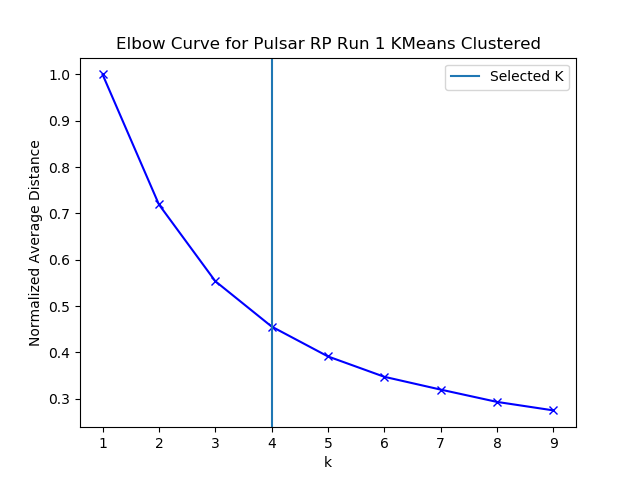 Elbow Curve for Pulsar RP Run 1 KMeans Clustered
Selected K
Normalized Average Distance
1.0
0.9
0.8
0.7
0.6
0.5
0.4
0.3
1 2 3 4 5 6 7 8 9
k